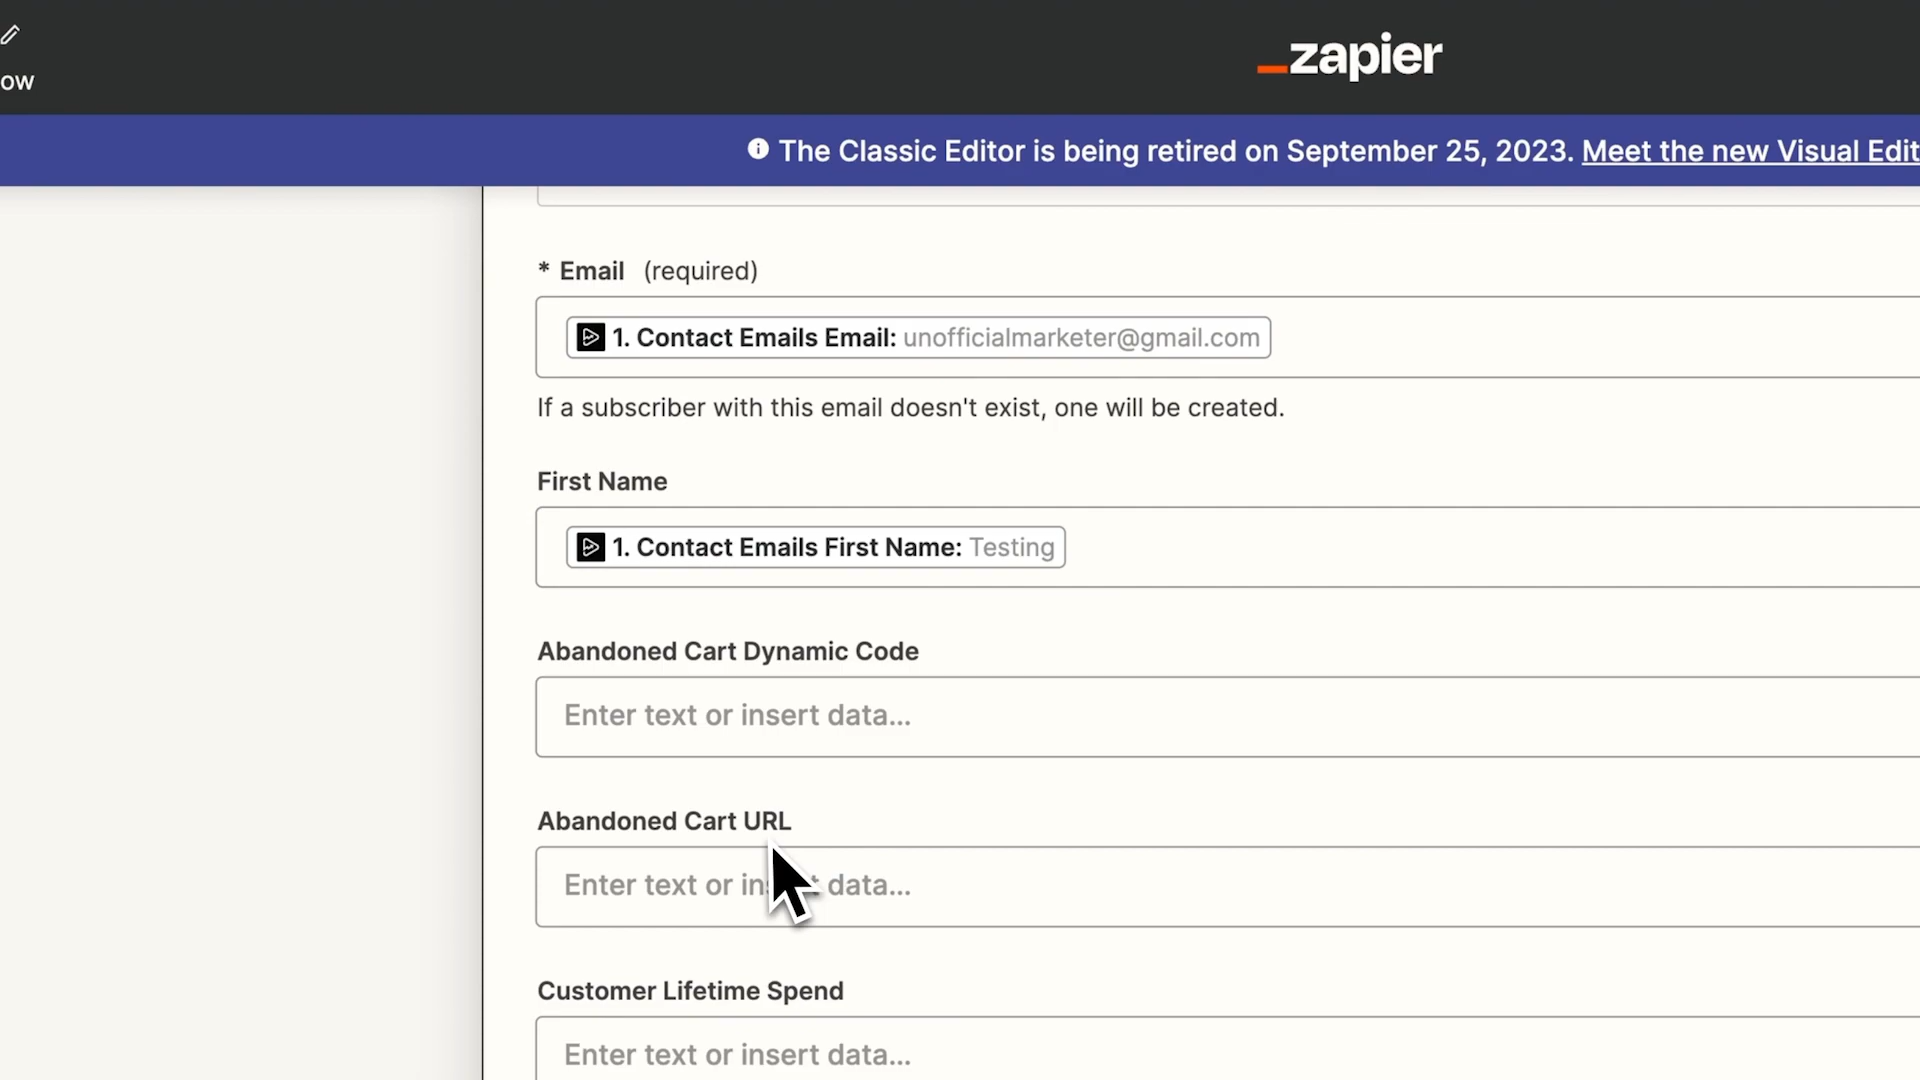 ow
zapier
The Classic Editor is being retired on September 25, 2023. Meet the new Visual Edit
* Email (required)
1. Contact Emails Email: unofficialmarketer@gmail.com
If a subscriber with this email doesn't exist, one will be created.
First Name
1. Contact Emails First Name: Testing
Abandoned Cart Dynamic Code
Enter text or insert data...
Abandoned Cart URL
Enter text or in t data...
Customer Lifetime Spend
Enter text or insert data...